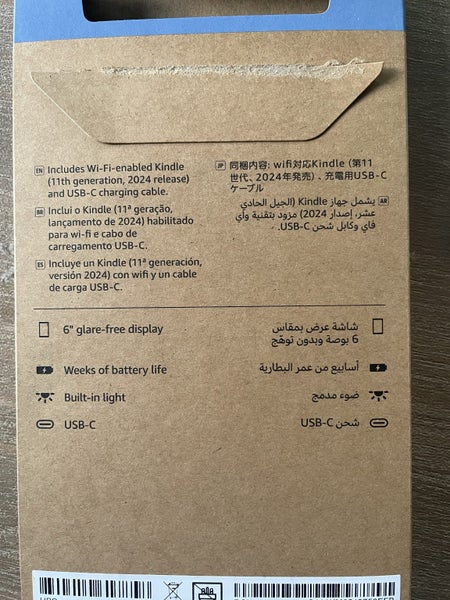 EN Includes Wi-Fi-enabled Kindle
(11th generation, 2024 release)
and USB-C charging cable.
BR Inclui o Kindle (11ª geração,
lançamento de 2024) habilitado
para wi-fi e cabo de
carregamento USB-C.
ES Incluye un Kindle (11ª generación,
versión 2024) con wifi y un cable
de carga USB-C.
JP 同梱内容: wifi対応Kindle（第11
世代、2024年発売）、充電用USB-C
ケーブル
AR يشمل جهاز Kindle (الجيل الحادي
عشر، إصدار 2024) مزود بتقنية واي
فاي وكابل شحن USB-C.
6" glare-free display
Weeks of battery life
Built-in light
USB-C
شاشة عرض بمقاس
6 بوصة وبدون توهّج
أسابيع من عمر البطارية
ضوء مدمج
شحن USB-C